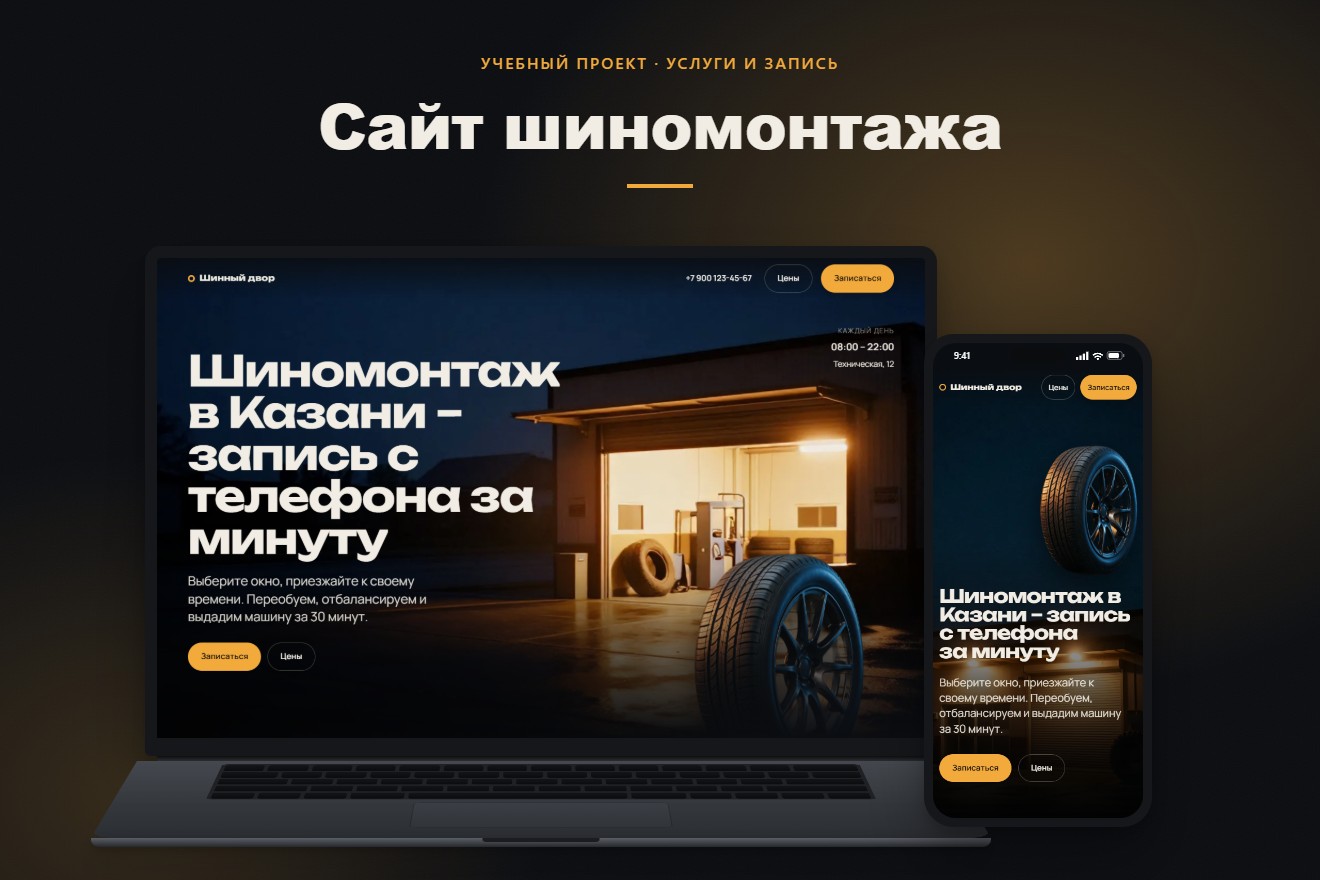 УЧЕБНЫЙ ПРОЕКТ · УСЛУГИ И ЗАПИСЬ
Сайт шиномонтажа
Шинный двор
+7 900 123-45-67
Цены
Записаться
КАЖДЫЙ ДЕНЬ
08:00 – 22:00
Техническая, 12
Шиномонтаж
в Казани –
запись с
телефона за
минуту
Выберите окно, приезжайте к своему
времени. Переобуем, отбалансируем и
выдадим машину за 30 минут.
Записаться
Цены
9:41
Шинный двор
Цены
Записаться
Шиномонтаж в
Казани – запись
с телефона
за минуту
Выберите окно, приезжайте к
своему времени. Переобуем,
отбалансируем и выдадим машину
за 30 минут.
Записаться
Цены